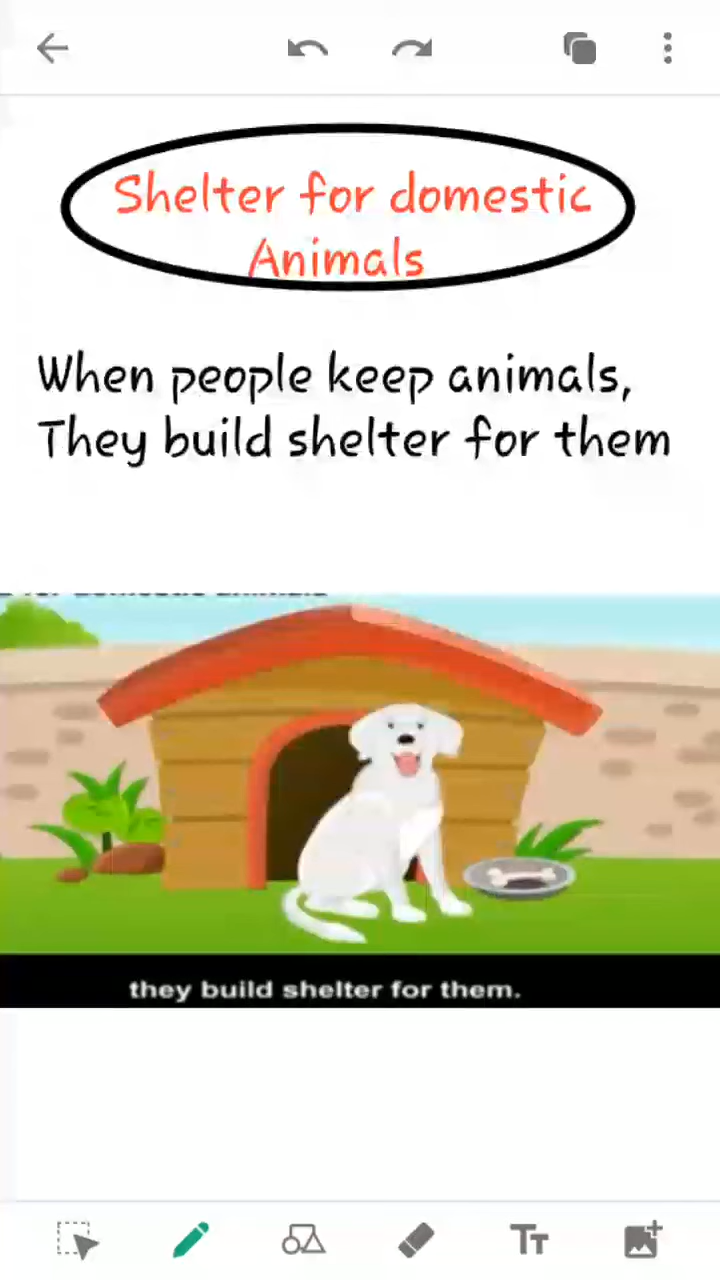 Shelter for domestic
Animals
When people keep animals,
They build shelter for them
they build shelter for them.